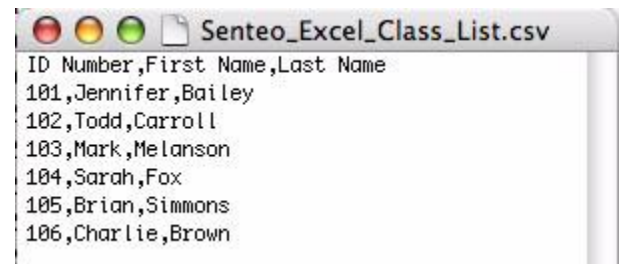 Senteo_Excel_Class_List.csv
ID Number,First Name,Last Name
101,Jennifer,Bailey
102,Todd,Carroll
103,Mark,Melanson
104,Sarah,Fox
105,Brian,Simmons
106,Charlie,Brown